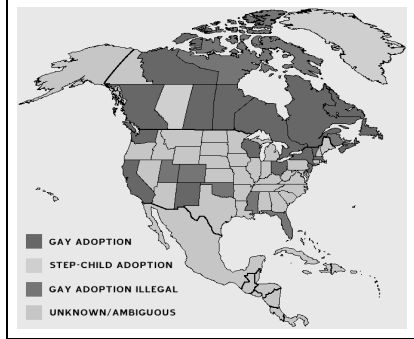 GAY ADOPTION
STEP-CHILD ADOPTION
GAY ADOPTION ILLEGAL
UNKNOWN/AMBIGUOUS